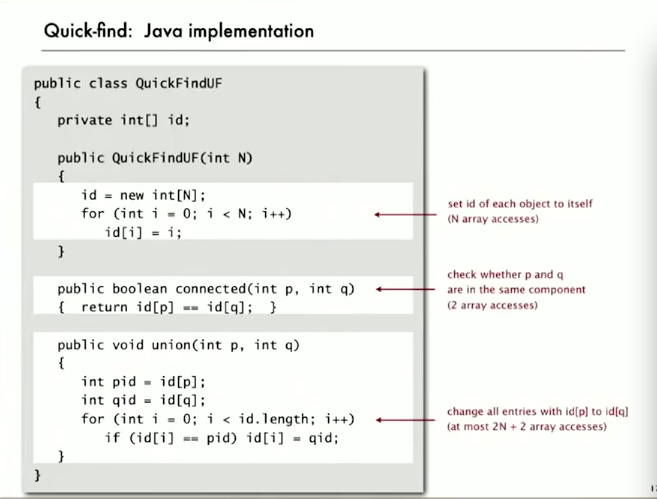 Quick-find: Java implementation
public class QuickFindUF
{
private int[] id;
public QuickFindUF(int N)
{
id = new int[N];
for (int i = 0; i < N; i++)
id[i] = i;
}
set id of each object to itself
(N array accesses)
public boolean connected(int p, int q)
{ return id[p] == id[q]; }
check whether p and q
are in the same component
(2 array accesses)
public void union(int p, int q)
{
int pid = id[p];
int qid = id[q];
for (int i = 0; i < id.length; i++)
if (id[i] == pid) id[i] = qid;
}
change all entries with id[p] to id[q]
(at most 2N + 2 array accesses)
}